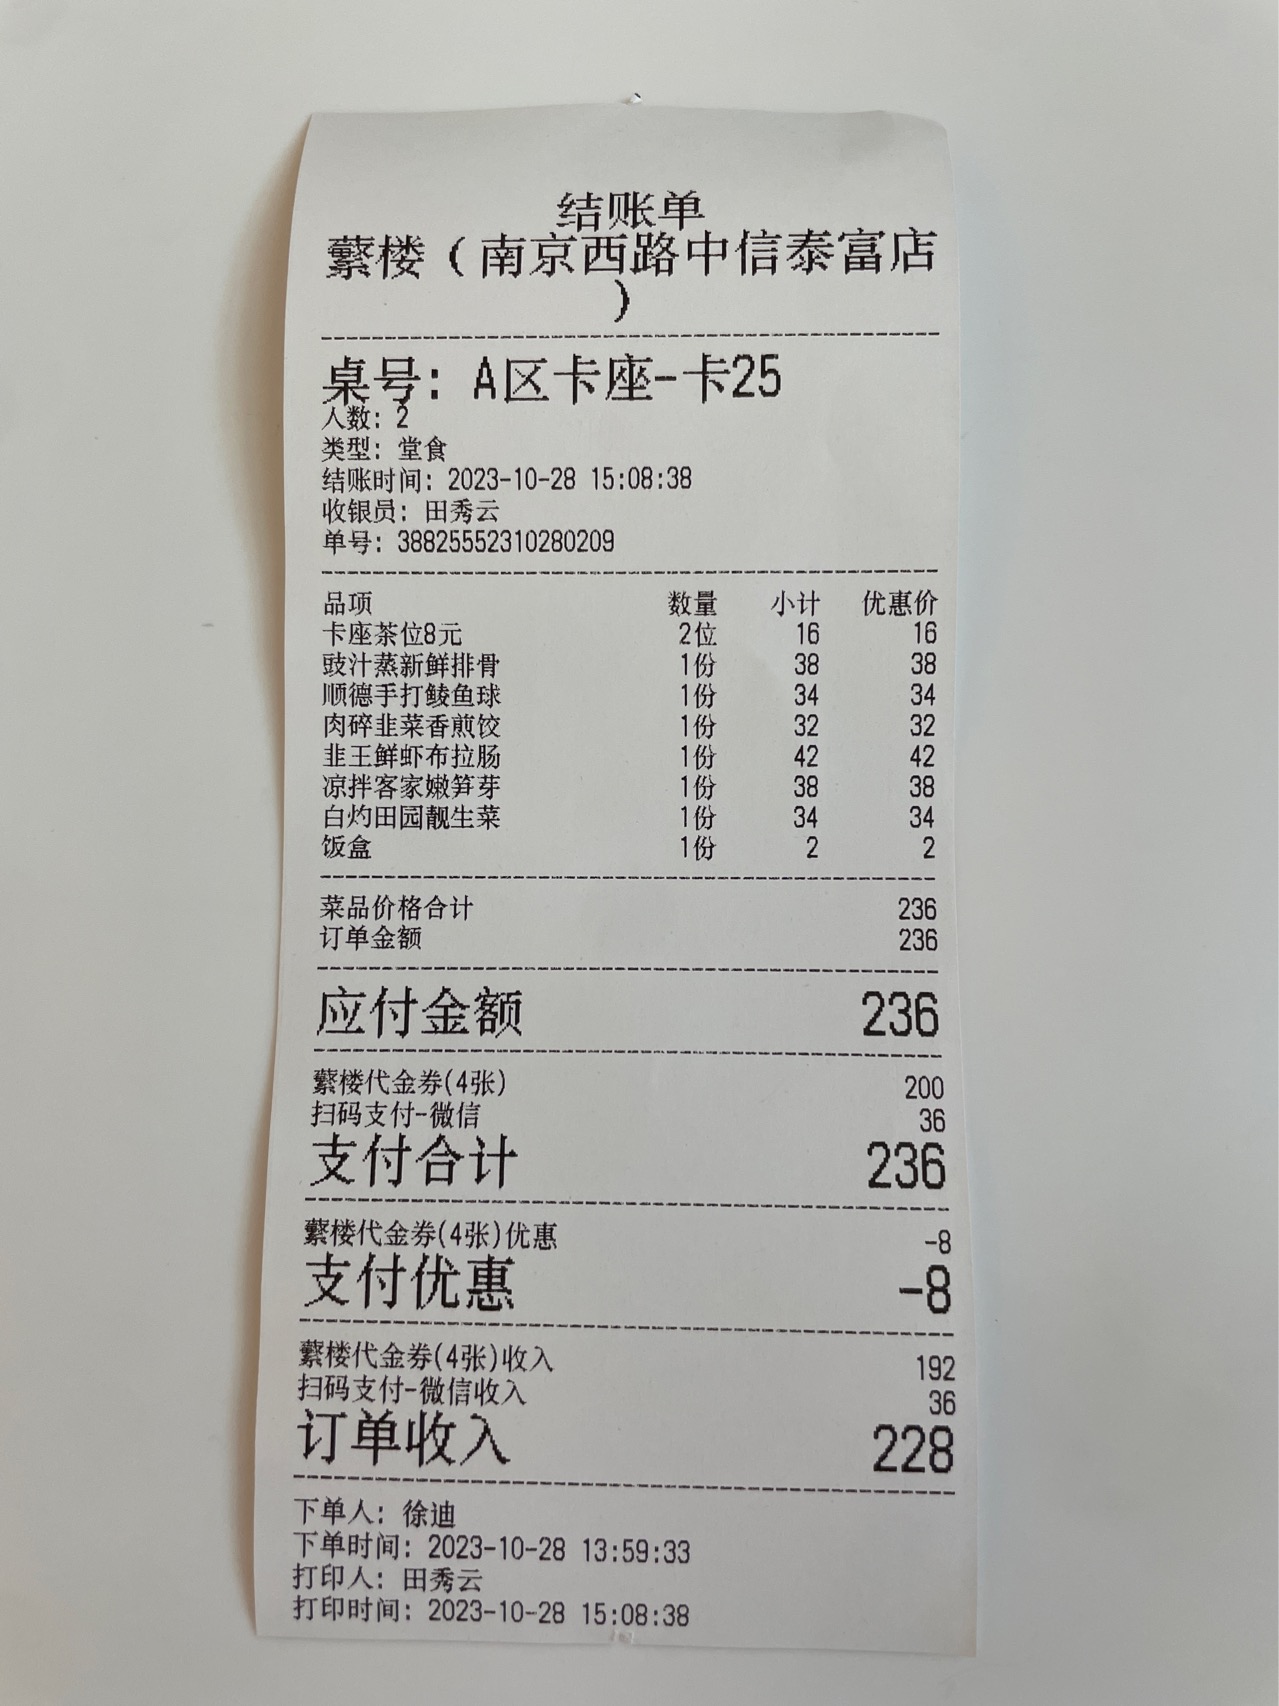 结账单
蘩楼（南京西路中信泰富店
）
桌号: A区卡座-卡25
人数: 2
类型: 堂食
结账时间: 2023-10-28 15:08:38
收银员: 田秀云
单号: 38825552310280209
品项 数量 小计 优惠价
卡座茶位8元 2位 16 16
豉汁蒸新鲜排骨 1份 38 38
顺德手打鲮鱼球 1份 34 34
肉碎韭菜香煎饺 1份 32 32
韭王鲜虾布拉肠 1份 42 42
凉拌客家嫩笋芽 1份 38 38
白灼田园靓生菜 1份 34 34
饭盒 1份 2 2
菜品价格合计 236
订单金额 236
应付金额 236
蘩楼代金券(4张) 200
扫码支付-微信 36
支付合计 236
蘩楼代金券(4张)优惠 -8
支付优惠 -8
蘩楼代金券(4张)收入 192
扫码支付-微信收入 36
订单收入 228
下单人: 徐迪
下单时间: 2023-10-28 13:59:33
打印人: 田秀云
打印时间: 2023-10-28 15:08:38